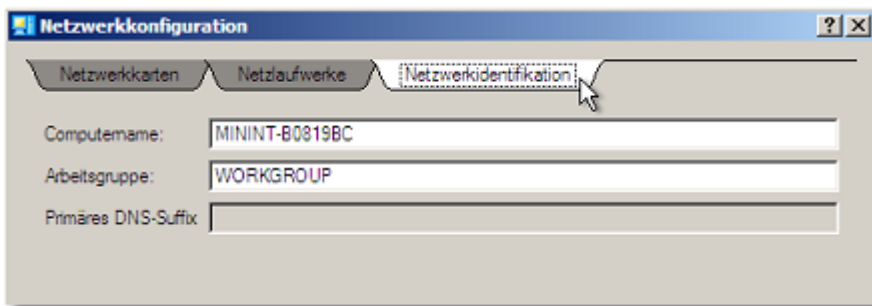 Netzwerkkonfiguration
Netzwerkkarten Netzlaufwerke Netzwerkidentifikation
Computername: MININT-B0819BC
Arbeitsgruppe: WORKGROUP
Primäres DNS-Suffix